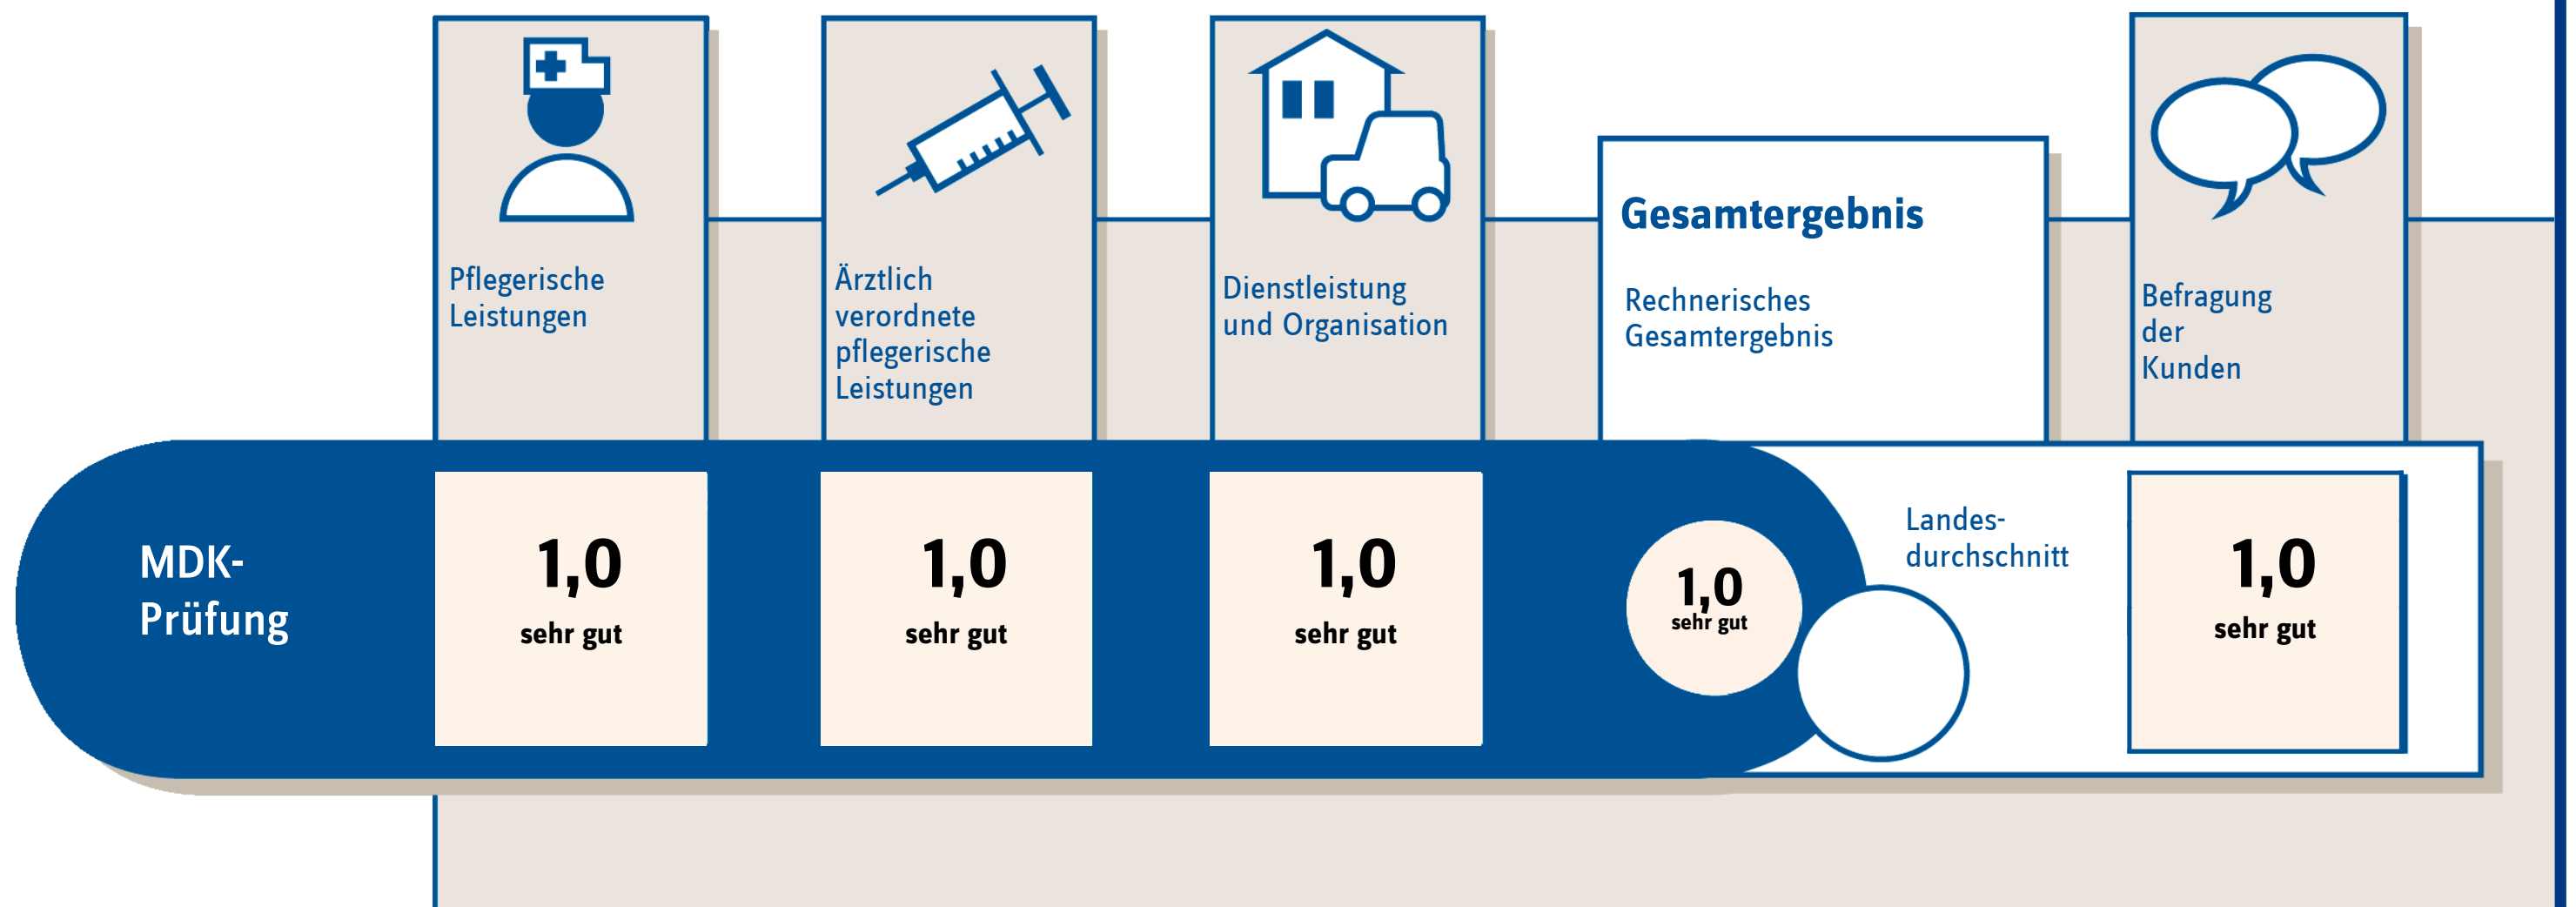 Pflegerische
Leistungen
Ärztlich
verordnete
pflegerische
Leistungen
Dienstleistung
und Organisation
Gesamtergebnis
Rechnerisches
Gesamtergebnis
Befragung
der
Kunden
MDK-
Prüfung
1,0
sehr gut
1,0
sehr gut
1,0
sehr gut
1,0
sehr gut
Landes-
durchschnitt
1,0
sehr gut